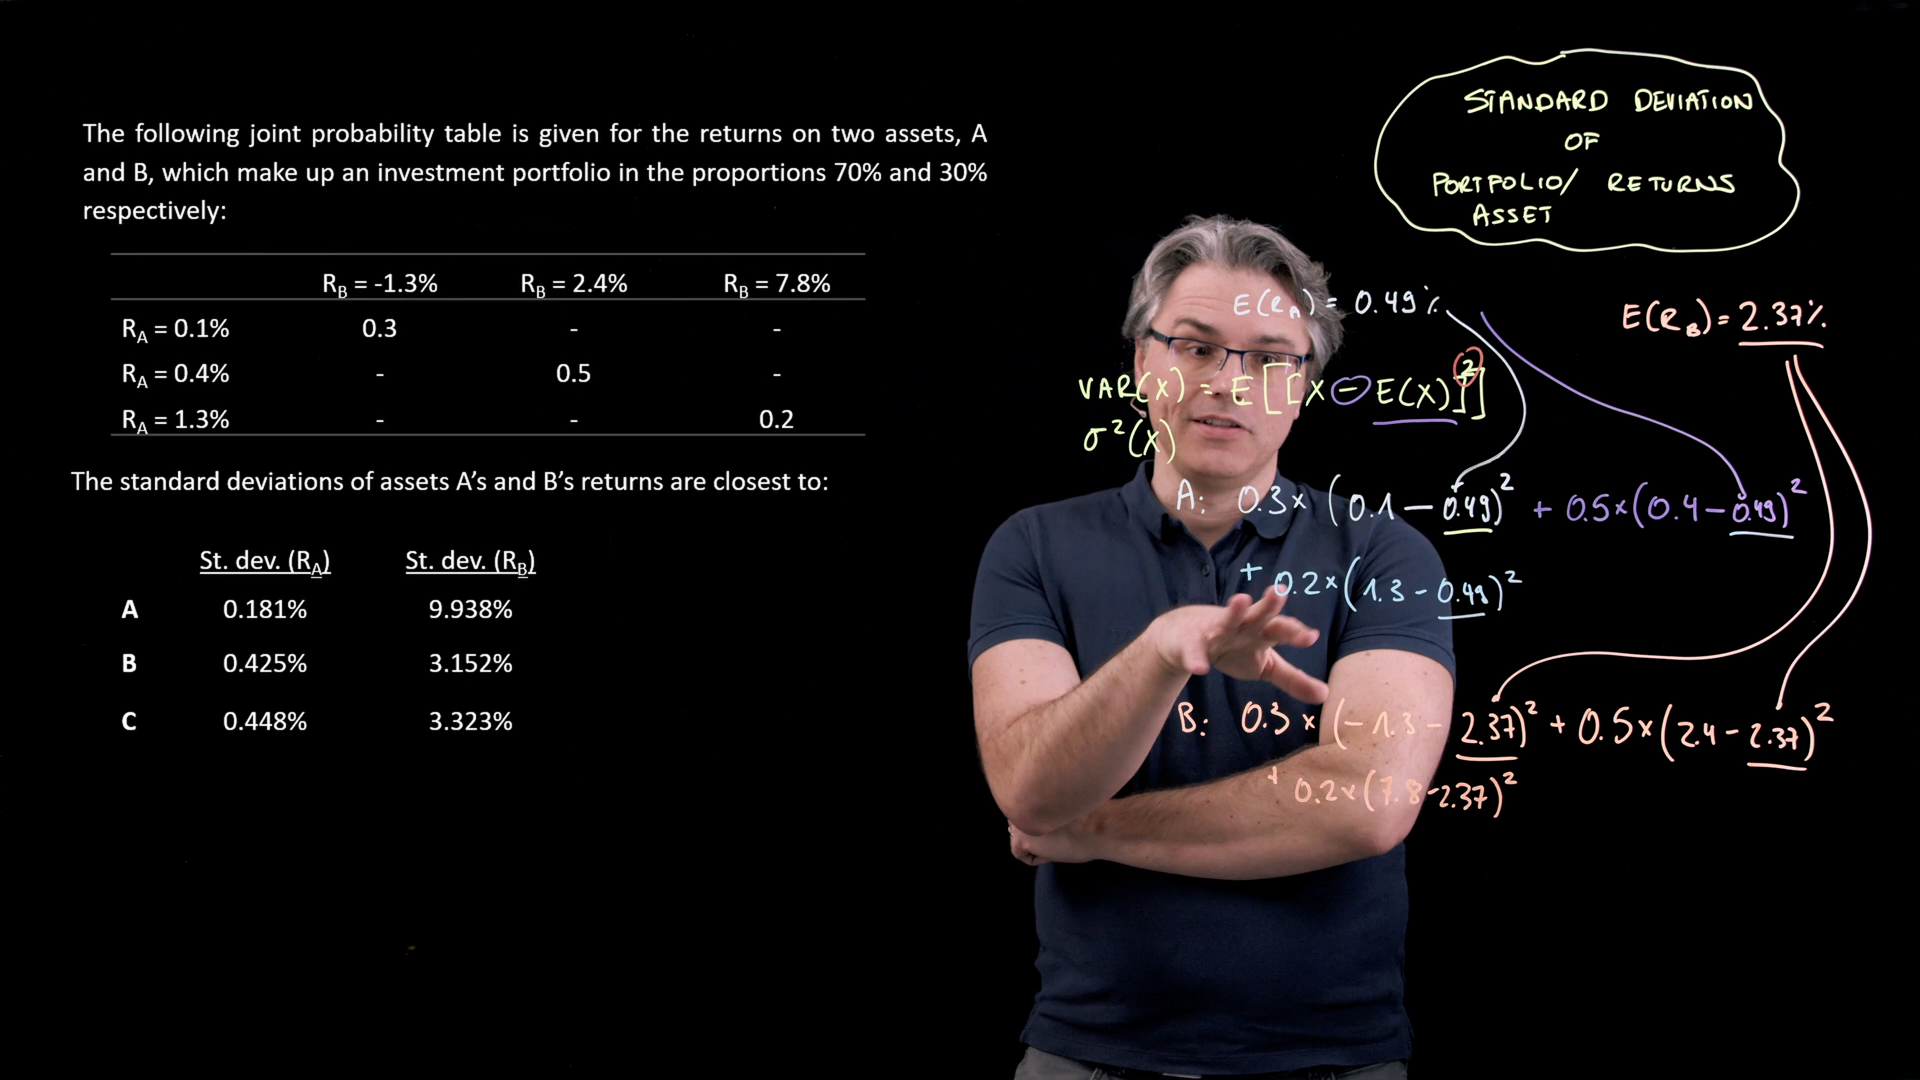 The following joint probability table is given for the returns on two assets, A
and B, which make up an investment portfolio in the proportions 70% and 30%
respectively:
R_B = -1.3% R_B = 2.4% R_B = 7.8%
R_A = 0.1% 0.3 - -
R_A = 0.4% - 0.5 -
R_A = 1.3% - - 0.2
The standard deviations of assets A’s and B’s returns are closest to:
St. dev. (R_A) St. dev. (R_B)
A 0.181% 9.938%
B 0.425% 3.152%
C 0.448% 3.323%
STANDARD DEVIATION
OF
PORTFOLIO/ RETURNS
ASSET
E(R_A) = 0.49%
E(R_B) = 2.37%
VAR(X) = E[[X - E(X)]²]
σ²(X)
A: 0.3 × (0.1 - 0.49)² + 0.5 × (0.4 - 0.49)²
+ 0.2 × (1.3 - 0.49)²
B: 0.3 × (-1.3 - 2.37)² + 0.5 × (2.4 - 2.37)²
+ 0.2 × (7.8 - 2.37)²